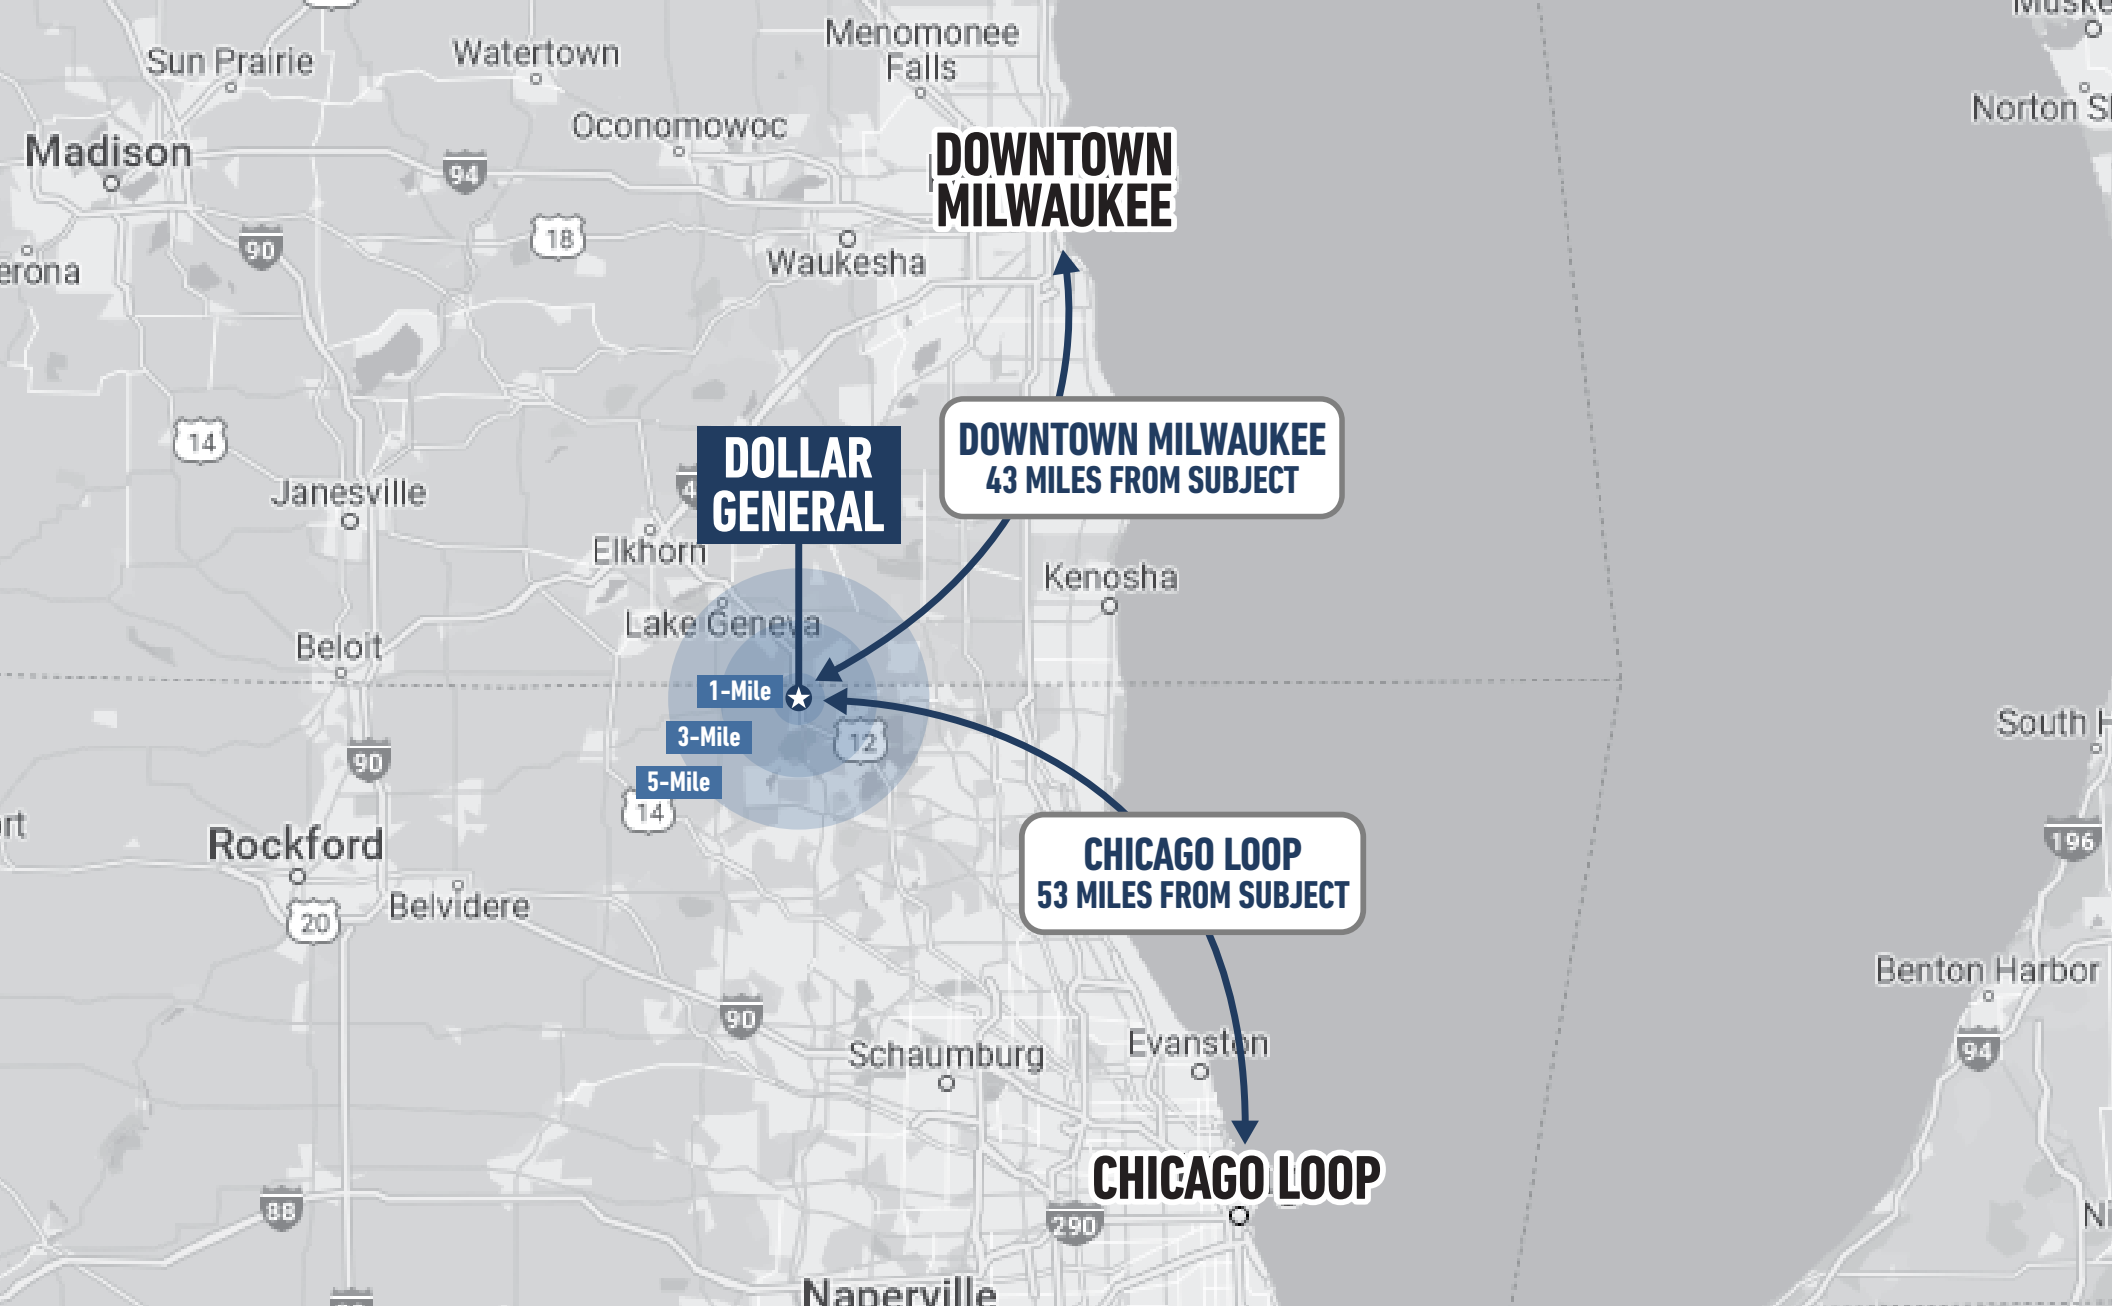 Menomonee
Falls
Sun Prairie
Watertown
Norton
Oconomowoc
Madison
94
DOWNTOWN
MILWAUKEE
90
18
erona
Waukesha
14
DOLLAR
GENERAL
DOWNTOWN MILWAUKEE
43 MILES FROM SUBJECT
Janesville
4
Elkhorn
Kenosha
Lake Geneva
Beloit
1-Mile
3-Mile
12
South H
90
5-Mile
14
rt
Rockford
196
CHICAGO LOOP
53 MILES FROM SUBJECT
Belvidere
20
Benton Harbor
90
Schaumburg
Evanston
94
CHICAGO LOOP
88
290
Ni
Naperville